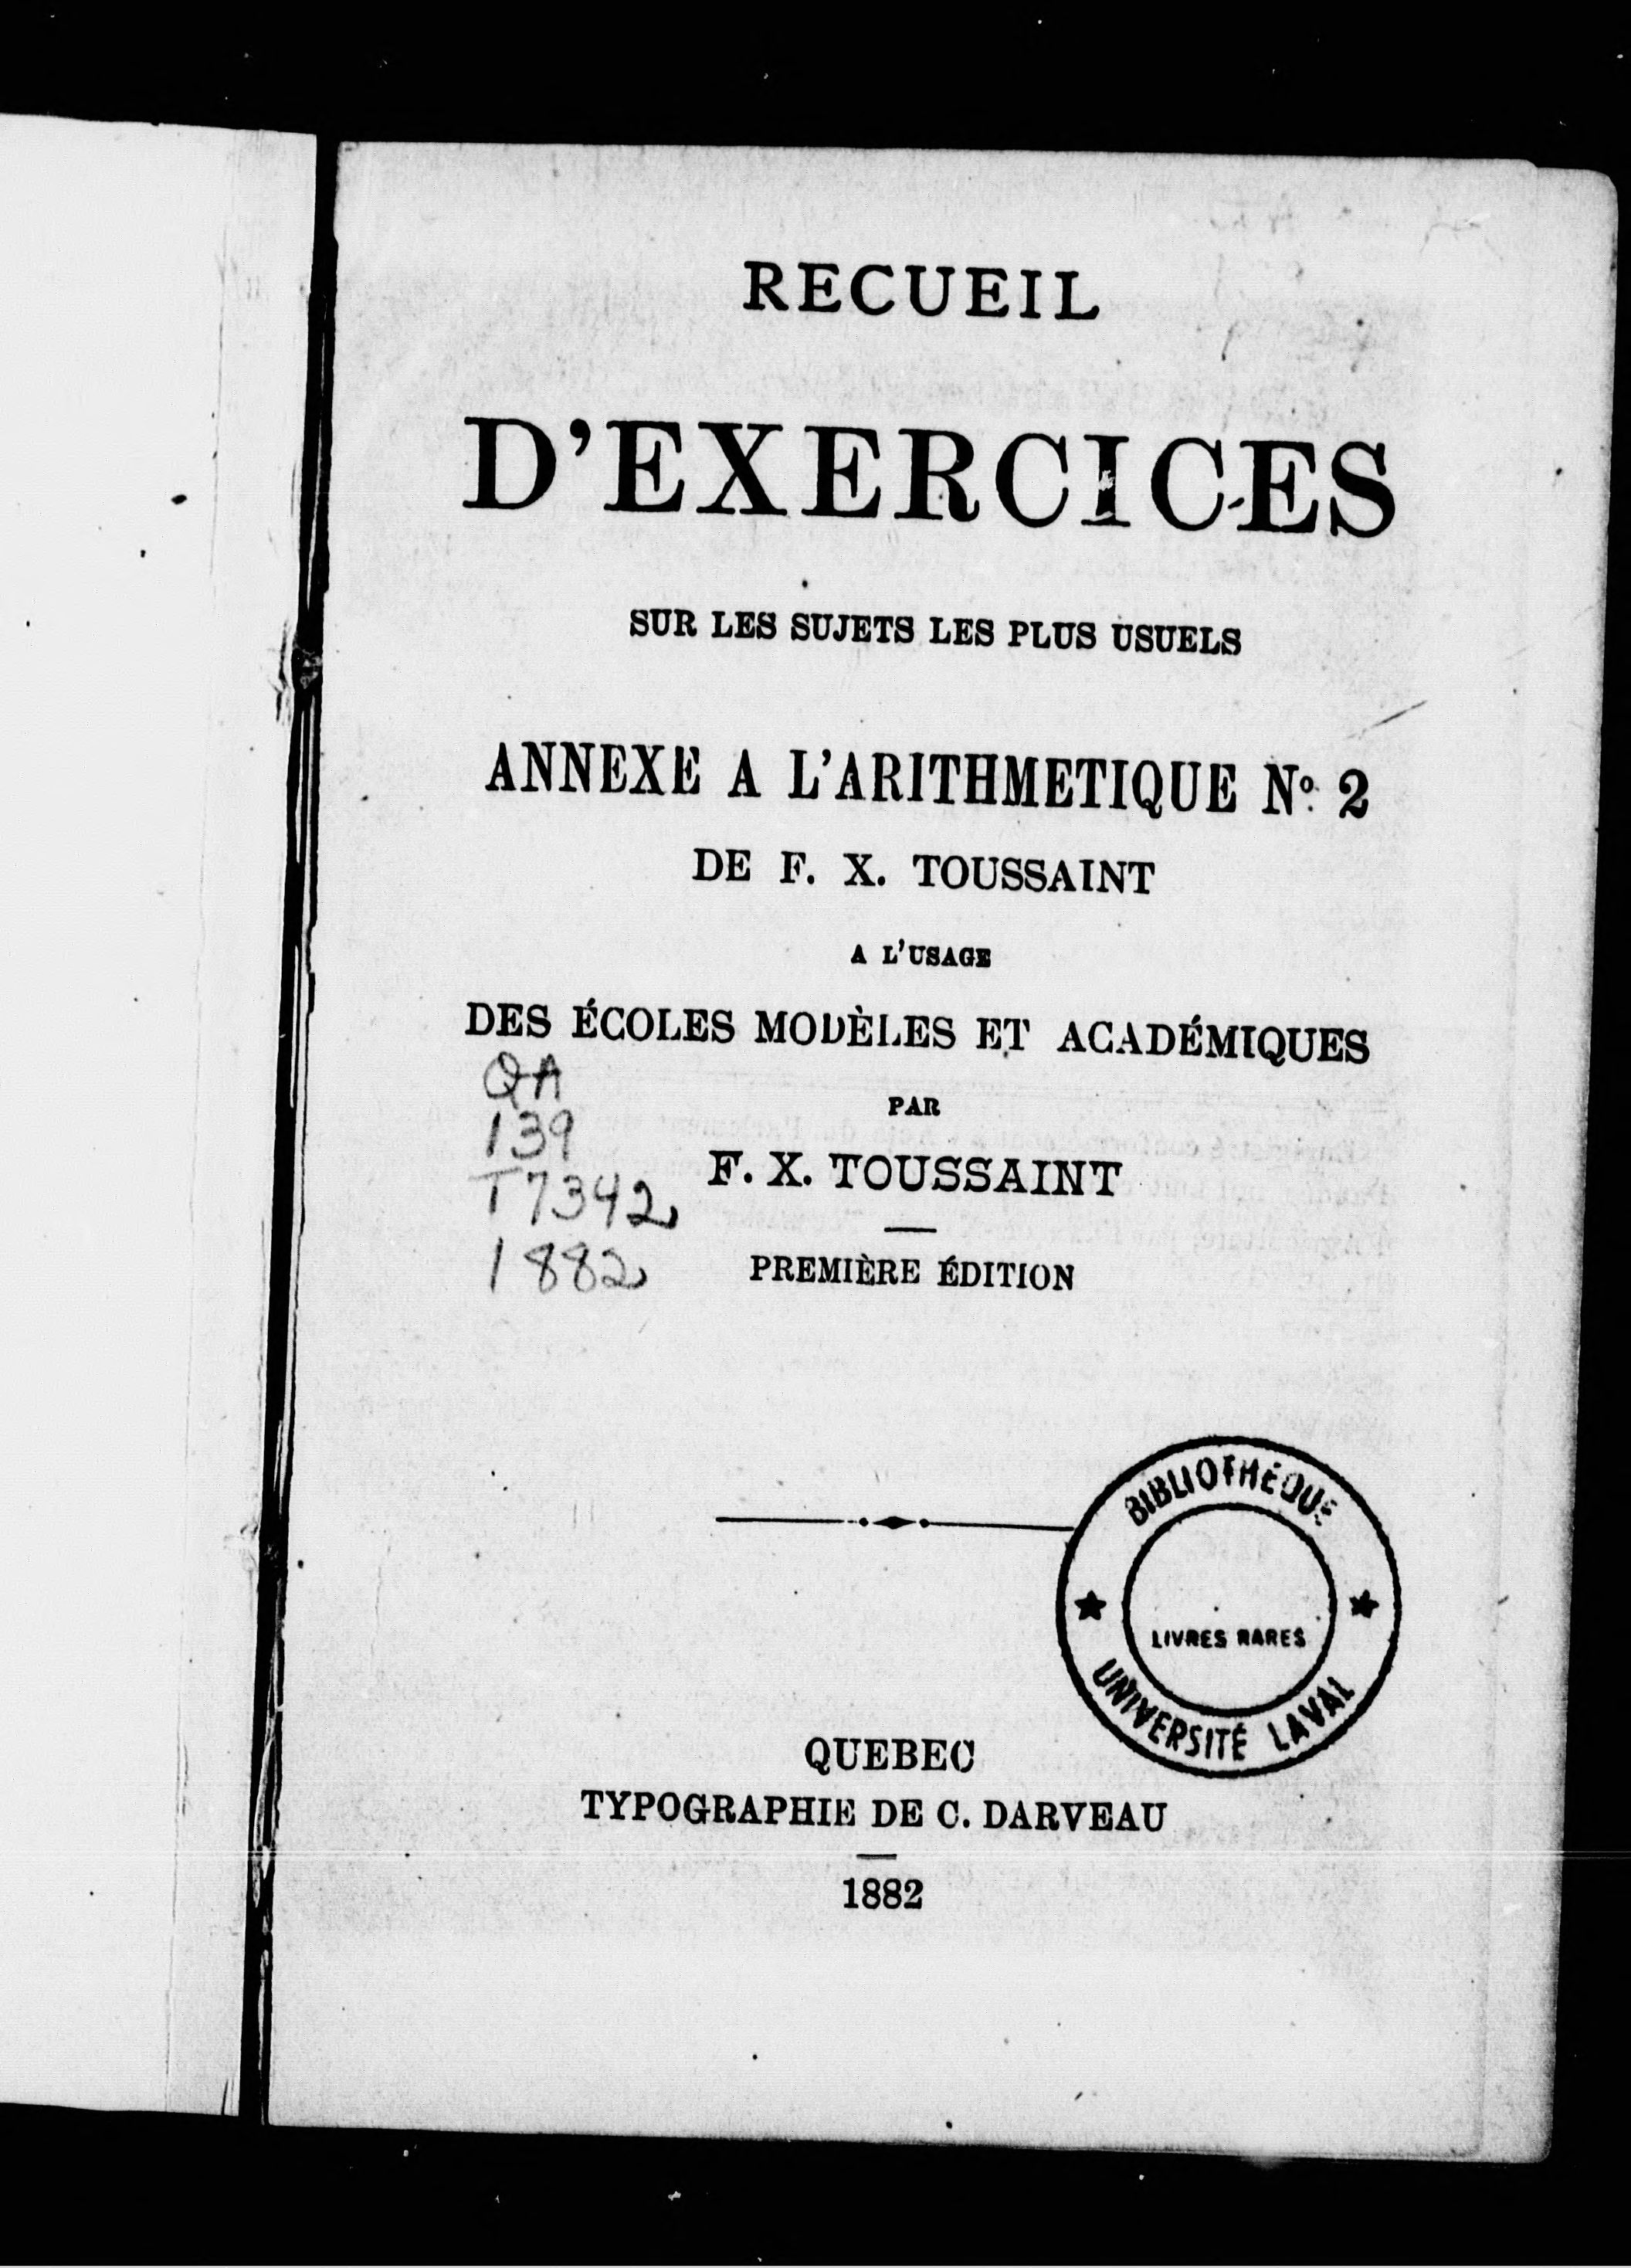 RECUEIL
D'EXERCICES
SUR LES SUJETS LES PLUS USUELS
ANNEXE A L'ARITHMETIQUE No. 2
DE F. X. TOUSSAINT
A L'USAGE
DES ÉCOLES MODÈLES ET ACADÉMIQUES
QA
139
T7342
1882
PAR
F. X. TOUSSAINT
PREMIÈRE ÉDITION
BIBLIOTHÈQUE
LIVRES RARES
UNIVERSITÉ LAVAL
QUEBEC
TYPOGRAPHIE DE C. DARVEAU
1882